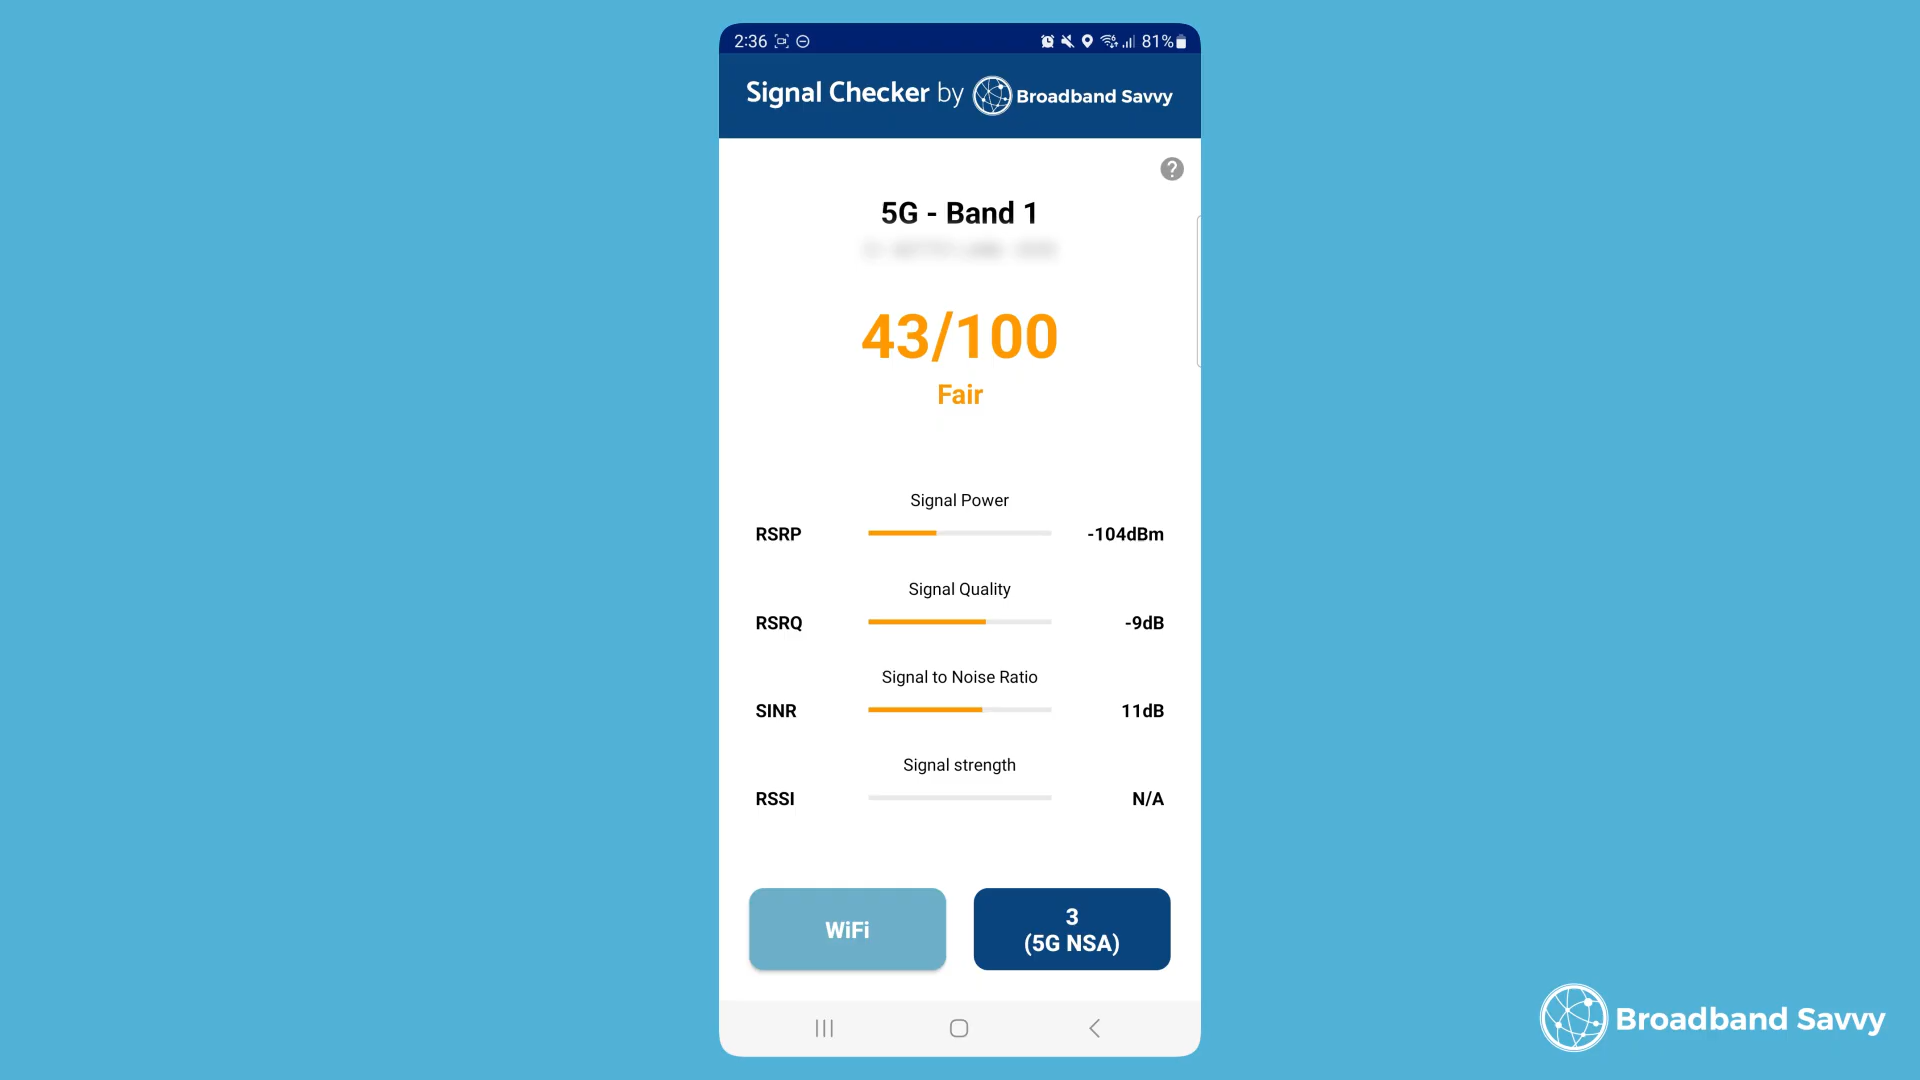 2:36
81%
Signal Checker by Broadband Savvy
?
5G - Band 1
43/100
Fair
Signal Power
RSRP -104dBm
Signal Quality
RSRQ -9dB
Signal to Noise Ratio
SINR 11dB
Signal strength
RSSI N/A
WiFi
3
(5G NSA)
Broadband Savvy